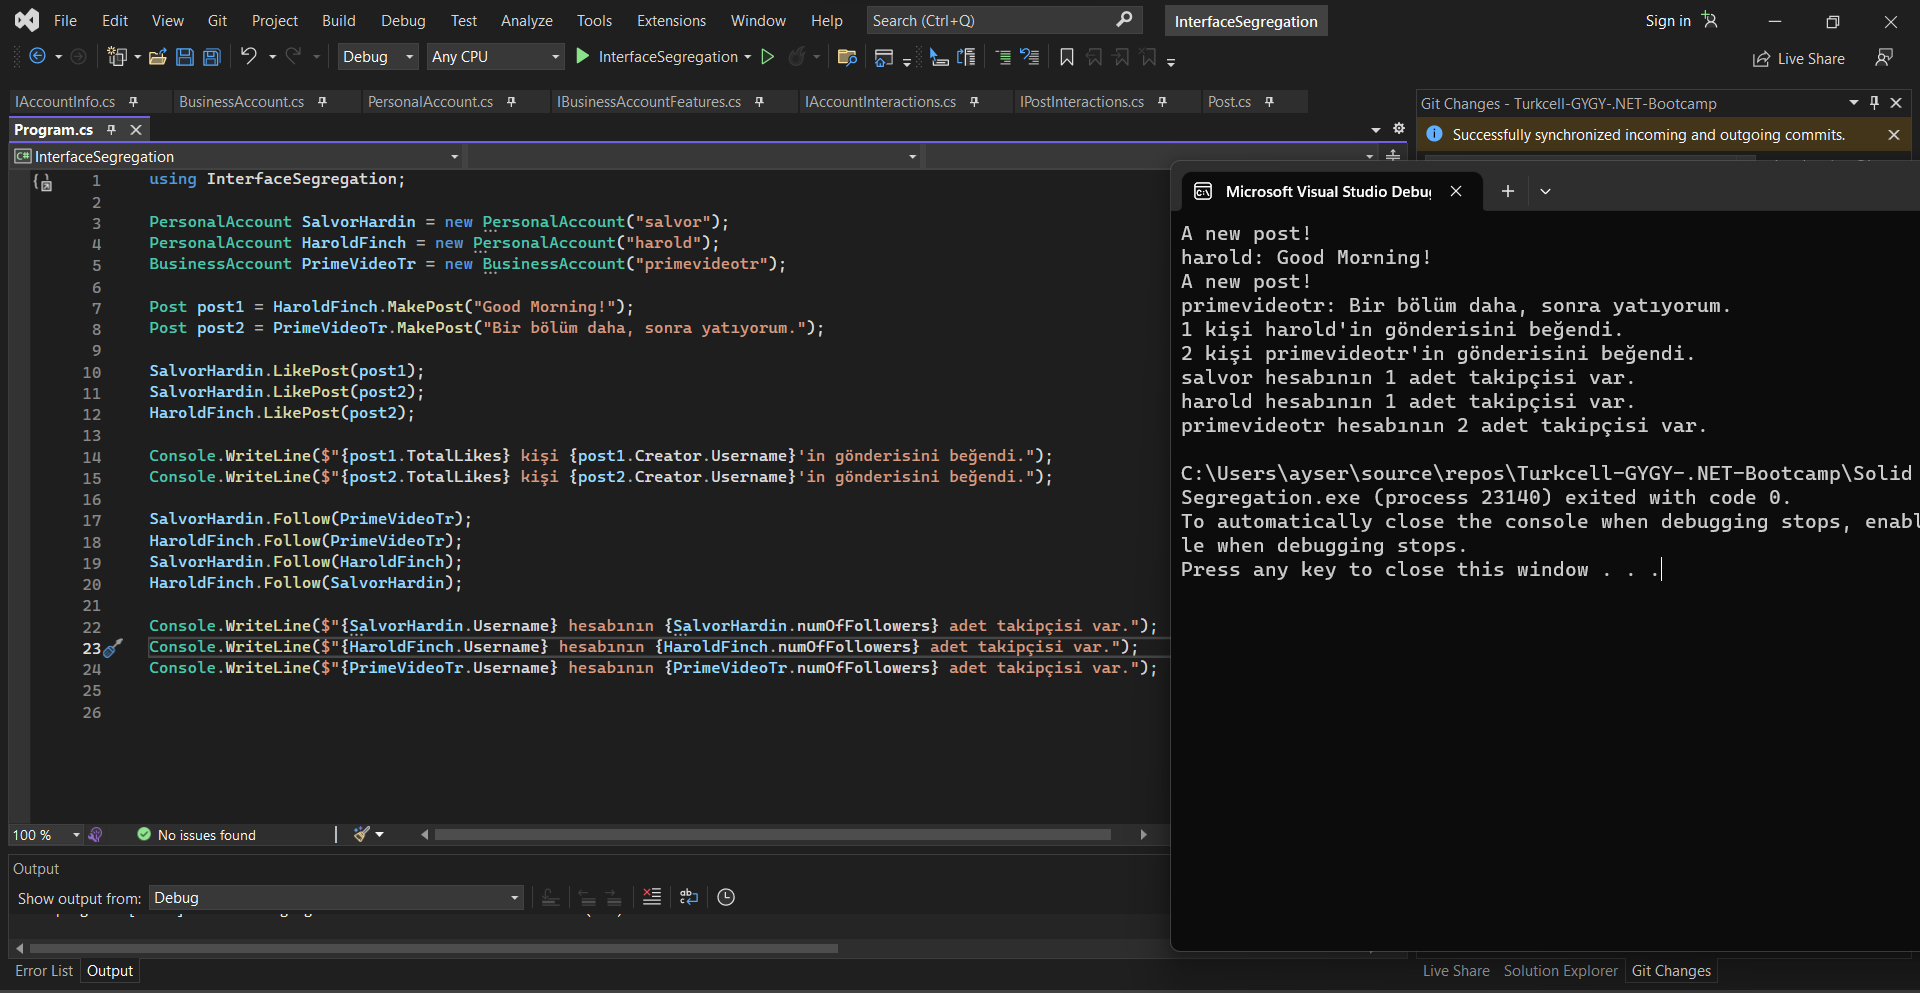 File Edit View Git Project Build Debug Test Analyze Tools Extensions Window Help Search (Ctrl+Q) InterfaceSegregation Sign in
Debug Any CPU InterfaceSegregation Live Share
IAccountInfo.cs BusinessAccount.cs PersonalAccount.cs IBusinessAccountFeatures.cs IAccountInteractions.cs IPostInteractions.cs Post.cs
Program.cs
C# InterfaceSegregation
1 using InterfaceSegregation;
2
3 PersonalAccount SalvorHardin = new PersonalAccount("salvor");
4 PersonalAccount HaroldFinch = new PersonalAccount("harold");
5 BusinessAccount PrimeVideoTr = new BusinessAccount("primevideotr");
6
7 Post post1 = HaroldFinch.MakePost("Good Morning!");
8 Post post2 = PrimeVideoTr.MakePost("Bir bölüm daha, sonra yatıyorum.");
9
10 SalvorHardin.LikePost(post1);
11 SalvorHardin.LikePost(post2);
12 HaroldFinch.LikePost(post2);
13
14 Console.WriteLine($"{post1.TotalLikes} kişi {post1.Creator.Username}'in gönderisini beğendi.");
15 Console.WriteLine($"{post2.TotalLikes} kişi {post2.Creator.Username}'in gönderisini beğendi.");
16
17 SalvorHardin.Follow(PrimeVideoTr);
18 HaroldFinch.Follow(PrimeVideoTr);
19 SalvorHardin.Follow(HaroldFinch);
20 HaroldFinch.Follow(SalvorHardin);
21
22 Console.WriteLine($"{SalvorHardin.Username} hesabının {SalvorHardin.numOfFollowers} adet takipçisi var.");
23 Console.WriteLine($"{HaroldFinch.Username} hesabının {HaroldFinch.numOfFollowers} adet takipçisi var.");
24 Console.WriteLine($"{PrimeVideoTr.Username} hesabının {PrimeVideoTr.numOfFollowers} adet takipçisi var.");
25
26
100 % No issues found
Output
Show output from: Debug
Error List Output
Git Changes - Turkcell-GYGY-.NET-Bootcamp
Successfully synchronized incoming and outgoing commits.
Microsoft Visual Studio Debug
A new post!
harold: Good Morning!
A new post!
primevideotr: Bir bölüm daha, sonra yatıyorum.
1 kişi harold'in gönderisini beğendi.
2 kişi primevideotr'in gönderisini beğendi.
salvor hesabının 1 adet takipçisi var.
harold hesabının 1 adet takipçisi var.
primevideotr hesabının 2 adet takipçisi var.
C:\Users\ayser\source\repos\Turkcell-GYGY-.NET-Bootcamp\Solid
Segregation.exe (process 23140) exited with code 0.
To automatically close the console when debugging stops, enabl
le when debugging stops.
Press any key to close this window . . .
Live Share Solution Explorer Git Changes